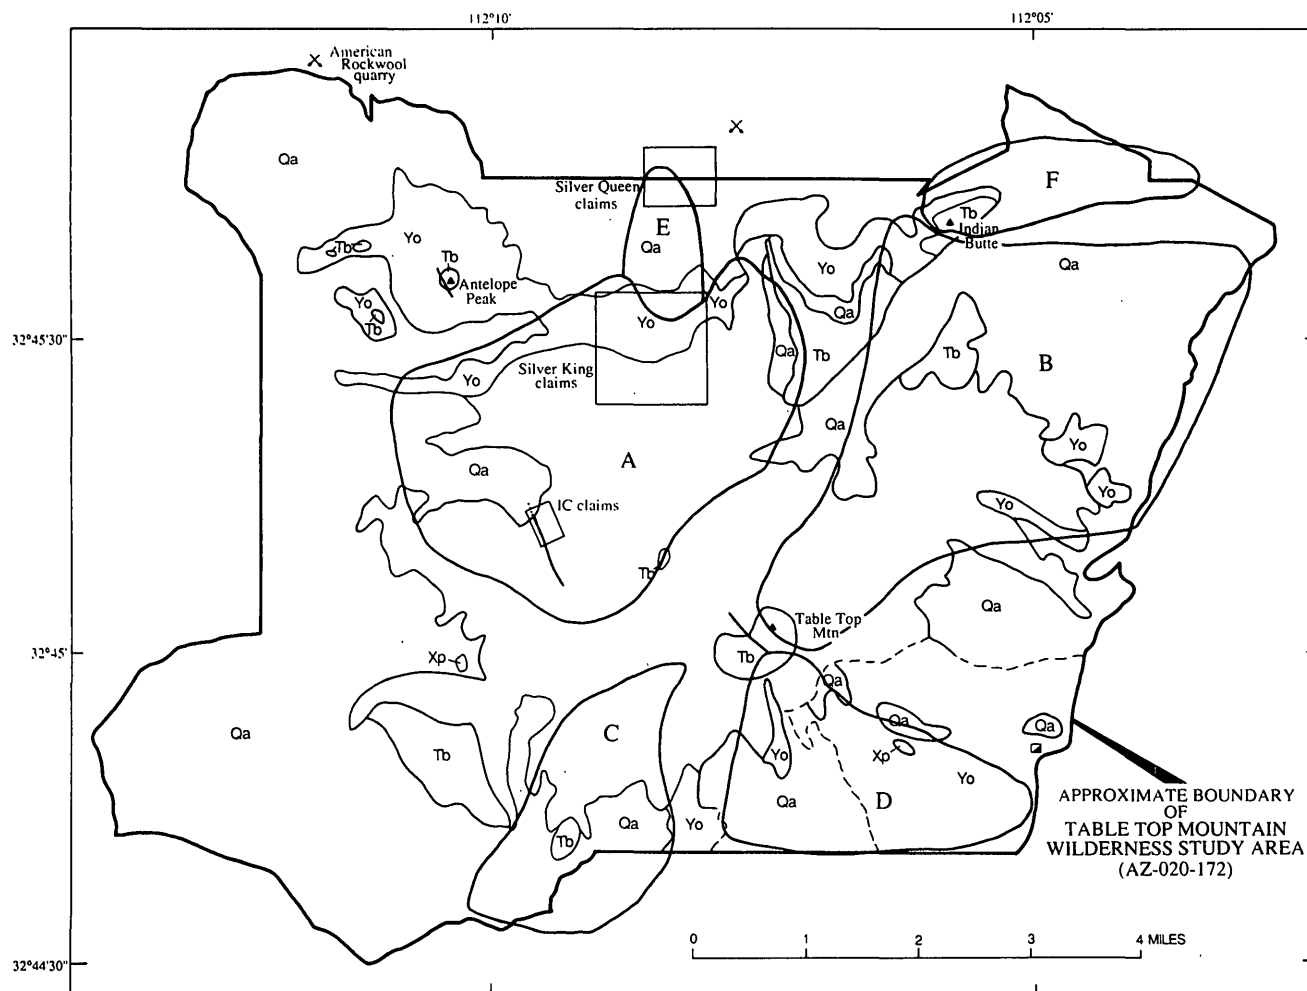 112°10'
112°05'
American
Rockwool
quarry
Qa
Silver Queen
claims
F
Tb
Indian
Butte
E
Yo
Tb
Tb
Qa
Yo
Qa
Antelope
Peak
Yo
Yo
Yo
Tb
Qa
32°45'30"
Qa
Tb
Tb
B
Silver King
claims
Yo
Qa
Yo
A
Qa
Yo
Yo
IC claims
Tb
Qa
Table Top
Mtn
32°45'
Xp
Tb
Qa
Qa
Qa
Qa
C
Tb
Yo
Xp
Yo
Qa
D
Qa
Yo
Tb
APPROXIMATE BOUNDARY
OF
TABLE TOP MOUNTAIN
WILDERNESS STUDY AREA
(AZ-020-172)
0 1 2 3 4 MILES
32°44'30"